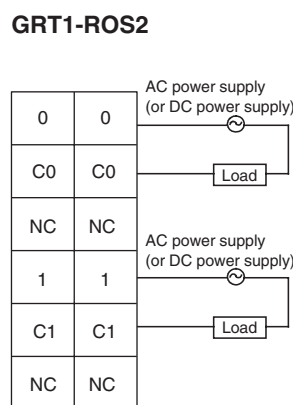 GRT1-ROS2
AC power supply
(or DC power supply)
0 0
C0 C0
Load
NC NC
AC power supply
(or DC power supply)
1 1
C1 C1
Load
NC NC